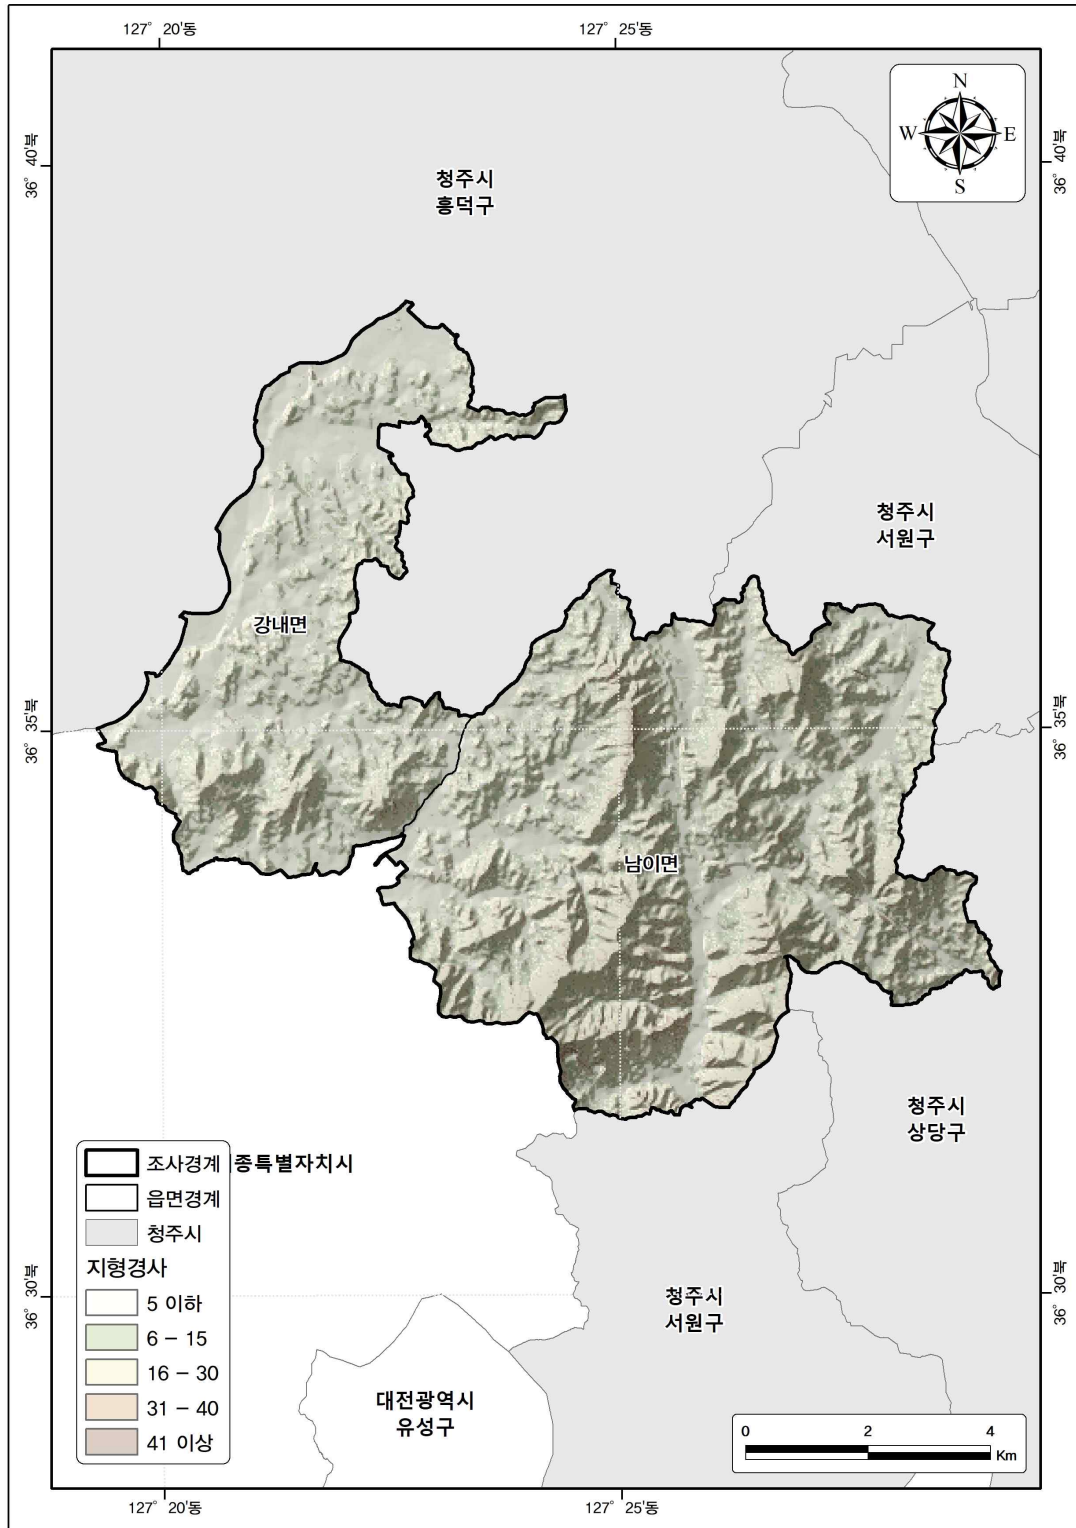 127° 20'동
127° 25'동
36° 40'북
36° 40'북
N
W
E
S
청주시
흥덕구
청주시
서원구
강내면
36° 35'북
36° 35'북
남이면
청주시
상당구
조사경계
종특별자치시
읍면경계
청주시
지형경사
5 이하
6 - 15
16 - 30
31 - 40
41 이상
36° 30'북
36° 30'북
청주시
서원구
대전광역시
유성구
0 2 4
Km
127° 20'동
127° 25'동